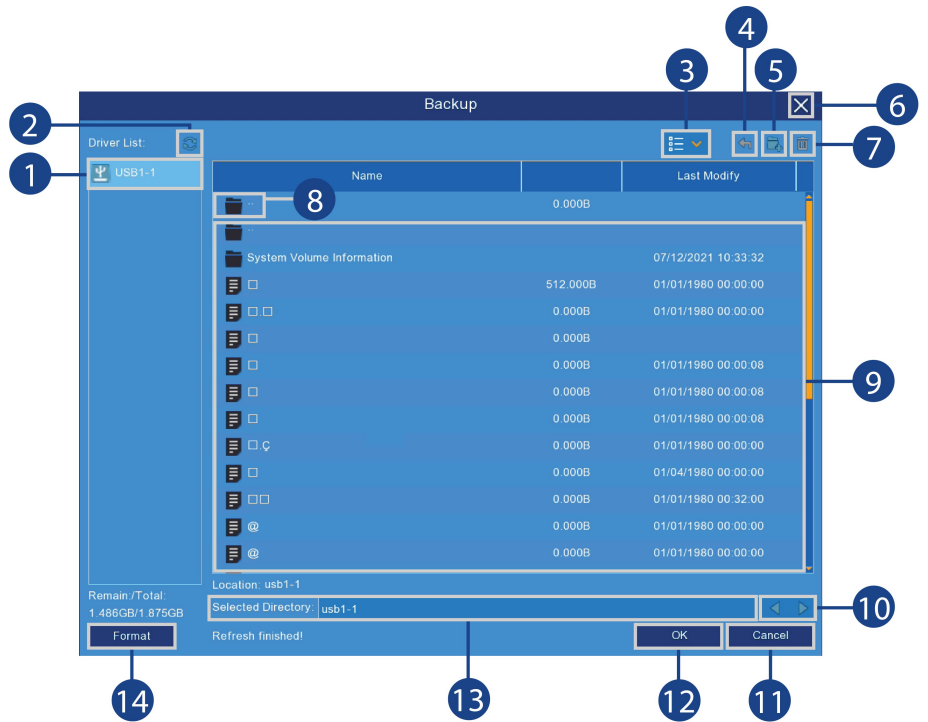 4
3
5
Backup
6
2
Driver List:
7
1
USB1-1
Name
Last Modify
8
..
0.000B
..
System Volume Information 07/12/2021 10:33:32
□ 512.000B 01/01/1980 00:00:00
□.□ 0.000B 01/01/1980 00:00:00
□ 0.000B
□ 0.000B 01/01/1980 00:00:08
□ 0.000B 01/01/1980 00:00:08
□ 0.000B 01/01/1980 00:00:08
□.Ç 0.000B 01/01/1980 00:00:00
□ 0.000B 01/04/1980 00:00:00
□□ 0.000B 01/01/1980 00:32:00
@ 0.000B 01/01/1980 00:00:00
@ 0.000B 01/01/1980 00:00:00
9
Location: usb1-1
Remain:/Total:
1.486GB/1.875GB
Selected Directory: usb1-1
10
Format
Refresh finished!
OK
Cancel
14
13
12
11